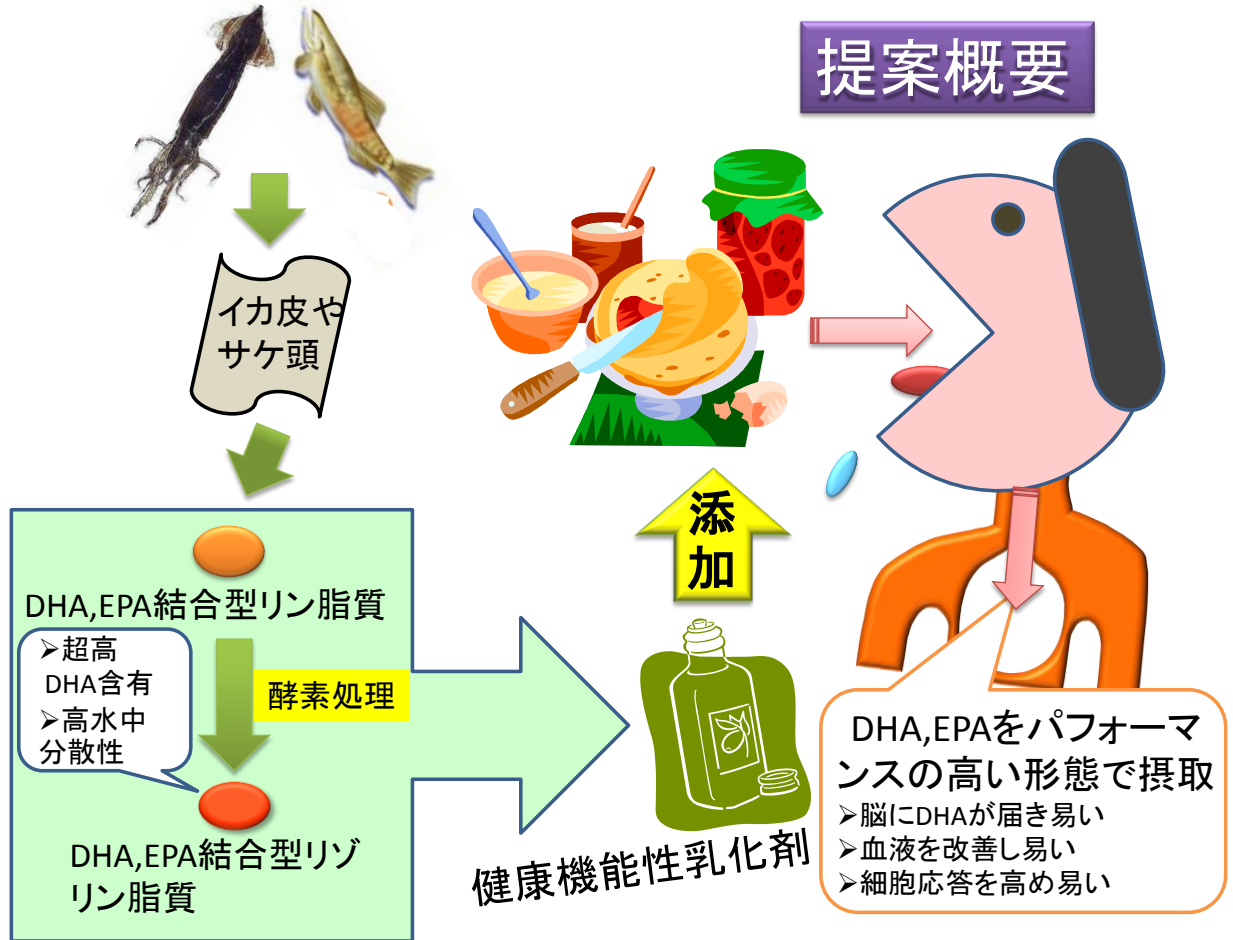 提案概要
イカ皮や
サケ頭
DHA,EPA結合型リン脂質
➢超高
DHA含有
➢高水中
分散性
酵素処理
DHA,EPA結合型リゾ
リン脂質
添
加
健康機能性乳化剤
DHA,EPAをパフォーマ
ンスの高い形態で摂取
➢脳にDHAが届き易い
➢血液を改善し易い
➢細胞応答を高め易い